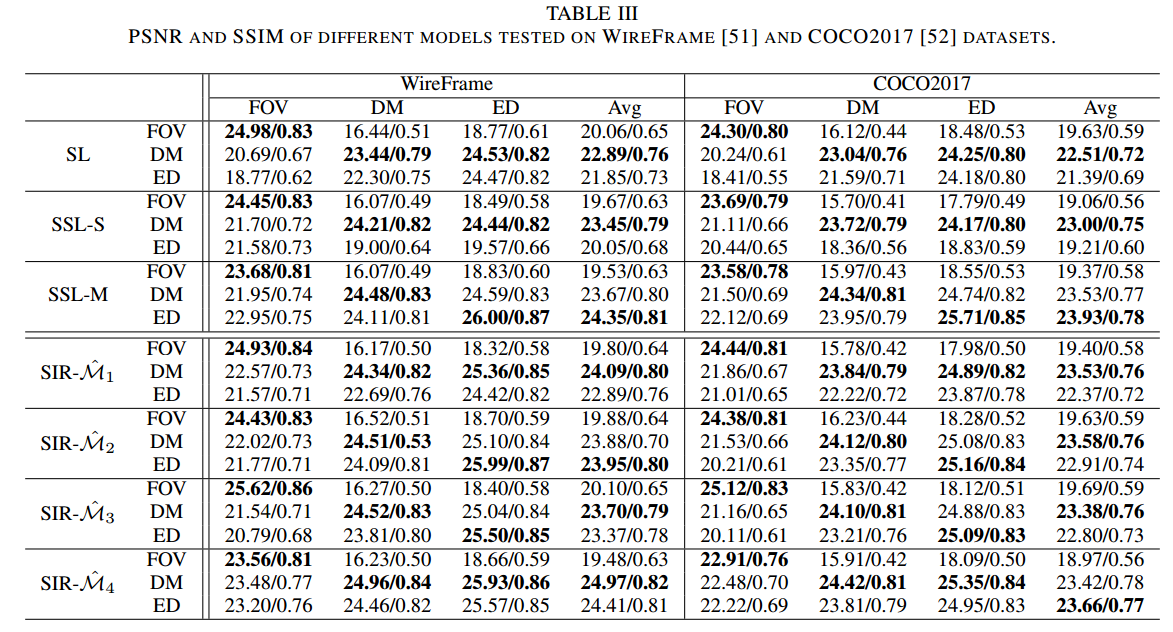 TABLE III
PSNR AND SSIM OF DIFFERENT MODELS TESTED ON WIREFRAME [51] AND COCO2017 [52] DATASETS.
WireFrame COCO2017
FOV DM ED Avg FOV DM ED Avg
FOV 24.98/0.83 16.44/0.51 18.77/0.61 20.06/0.65 24.30/0.80 16.12/0.44 18.48/0.53 19.63/0.59
SL DM 20.69/0.67 23.44/0.79 24.53/0.82 22.89/0.76 20.24/0.61 23.04/0.76 24.25/0.80 22.51/0.72
ED 18.77/0.62 22.30/0.75 24.47/0.82 21.85/0.73 18.41/0.55 21.59/0.71 24.18/0.80 21.39/0.69
FOV 24.45/0.83 16.07/0.49 18.49/0.58 19.67/0.63 23.69/0.79 15.70/0.41 17.79/0.49 19.06/0.56
SSL-S DM 21.70/0.72 24.21/0.82 24.44/0.82 23.45/0.79 21.11/0.66 23.72/0.79 24.17/0.80 23.00/0.75
ED 21.58/0.73 19.00/0.64 19.57/0.66 20.05/0.68 20.44/0.65 18.36/0.56 18.83/0.59 19.21/0.60
FOV 23.68/0.81 16.07/0.49 18.83/0.60 19.53/0.63 23.58/0.78 15.97/0.43 18.55/0.53 19.37/0.58
SSL-M DM 21.95/0.74 24.48/0.83 24.59/0.83 23.67/0.80 21.50/0.69 24.34/0.81 24.74/0.82 23.53/0.77
ED 22.95/0.75 24.11/0.81 26.00/0.87 24.35/0.81 22.12/0.69 23.95/0.79 25.71/0.85 23.93/0.78
FOV 24.93/0.84 16.17/0.50 18.32/0.58 19.80/0.64 24.44/0.81 15.78/0.42 17.98/0.50 19.40/0.58
SIR-$\hat{\mathcal{M}}_1$ DM 22.57/0.73 24.34/0.82 25.36/0.85 24.09/0.80 21.86/0.67 23.84/0.79 24.89/0.82 23.53/0.76
ED 21.57/0.71 22.69/0.76 24.42/0.82 22.89/0.76 21.01/0.65 22.22/0.72 23.87/0.78 22.37/0.72
FOV 24.43/0.83 16.52/0.51 18.70/0.59 19.88/0.64 24.38/0.81 16.23/0.44 18.28/0.52 19.63/0.59
SIR-$\hat{\mathcal{M}}_2$ DM 22.02/0.73 24.51/0.53 25.10/0.84 23.88/0.70 21.53/0.66 24.12/0.80 25.08/0.83 23.58/0.76
ED 21.77/0.71 24.09/0.81 25.99/0.87 23.95/0.80 20.21/0.61 23.35/0.77 25.16/0.84 22.91/0.74
FOV 25.62/0.86 16.27/0.50 18.40/0.58 20.10/0.65 25.12/0.83 15.83/0.42 18.12/0.51 19.69/0.59
SIR-$\hat{\mathcal{M}}_3$ DM 21.54/0.71 24.52/0.83 25.04/0.84 23.70/0.79 21.16/0.65 24.10/0.81 24.88/0.83 23.38/0.76
ED 20.79/0.68 23.81/0.80 25.50/0.85 23.37/0.78 20.11/0.61 23.21/0.76 25.09/0.83 22.80/0.73
FOV 23.56/0.81 16.23/0.50 18.66/0.59 19.48/0.63 22.91/0.76 15.91/0.42 18.09/0.50 18.97/0.56
SIR-$\hat{\mathcal{M}}_4$ DM 23.48/0.77 24.96/0.84 25.93/0.86 24.97/0.82 22.48/0.70 24.42/0.81 25.35/0.84 23.42/0.78
ED 23.20/0.76 24.46/0.82 25.57/0.85 24.41/0.81 22.22/0.69 23.81/0.79 24.95/0.83 23.66/0.77